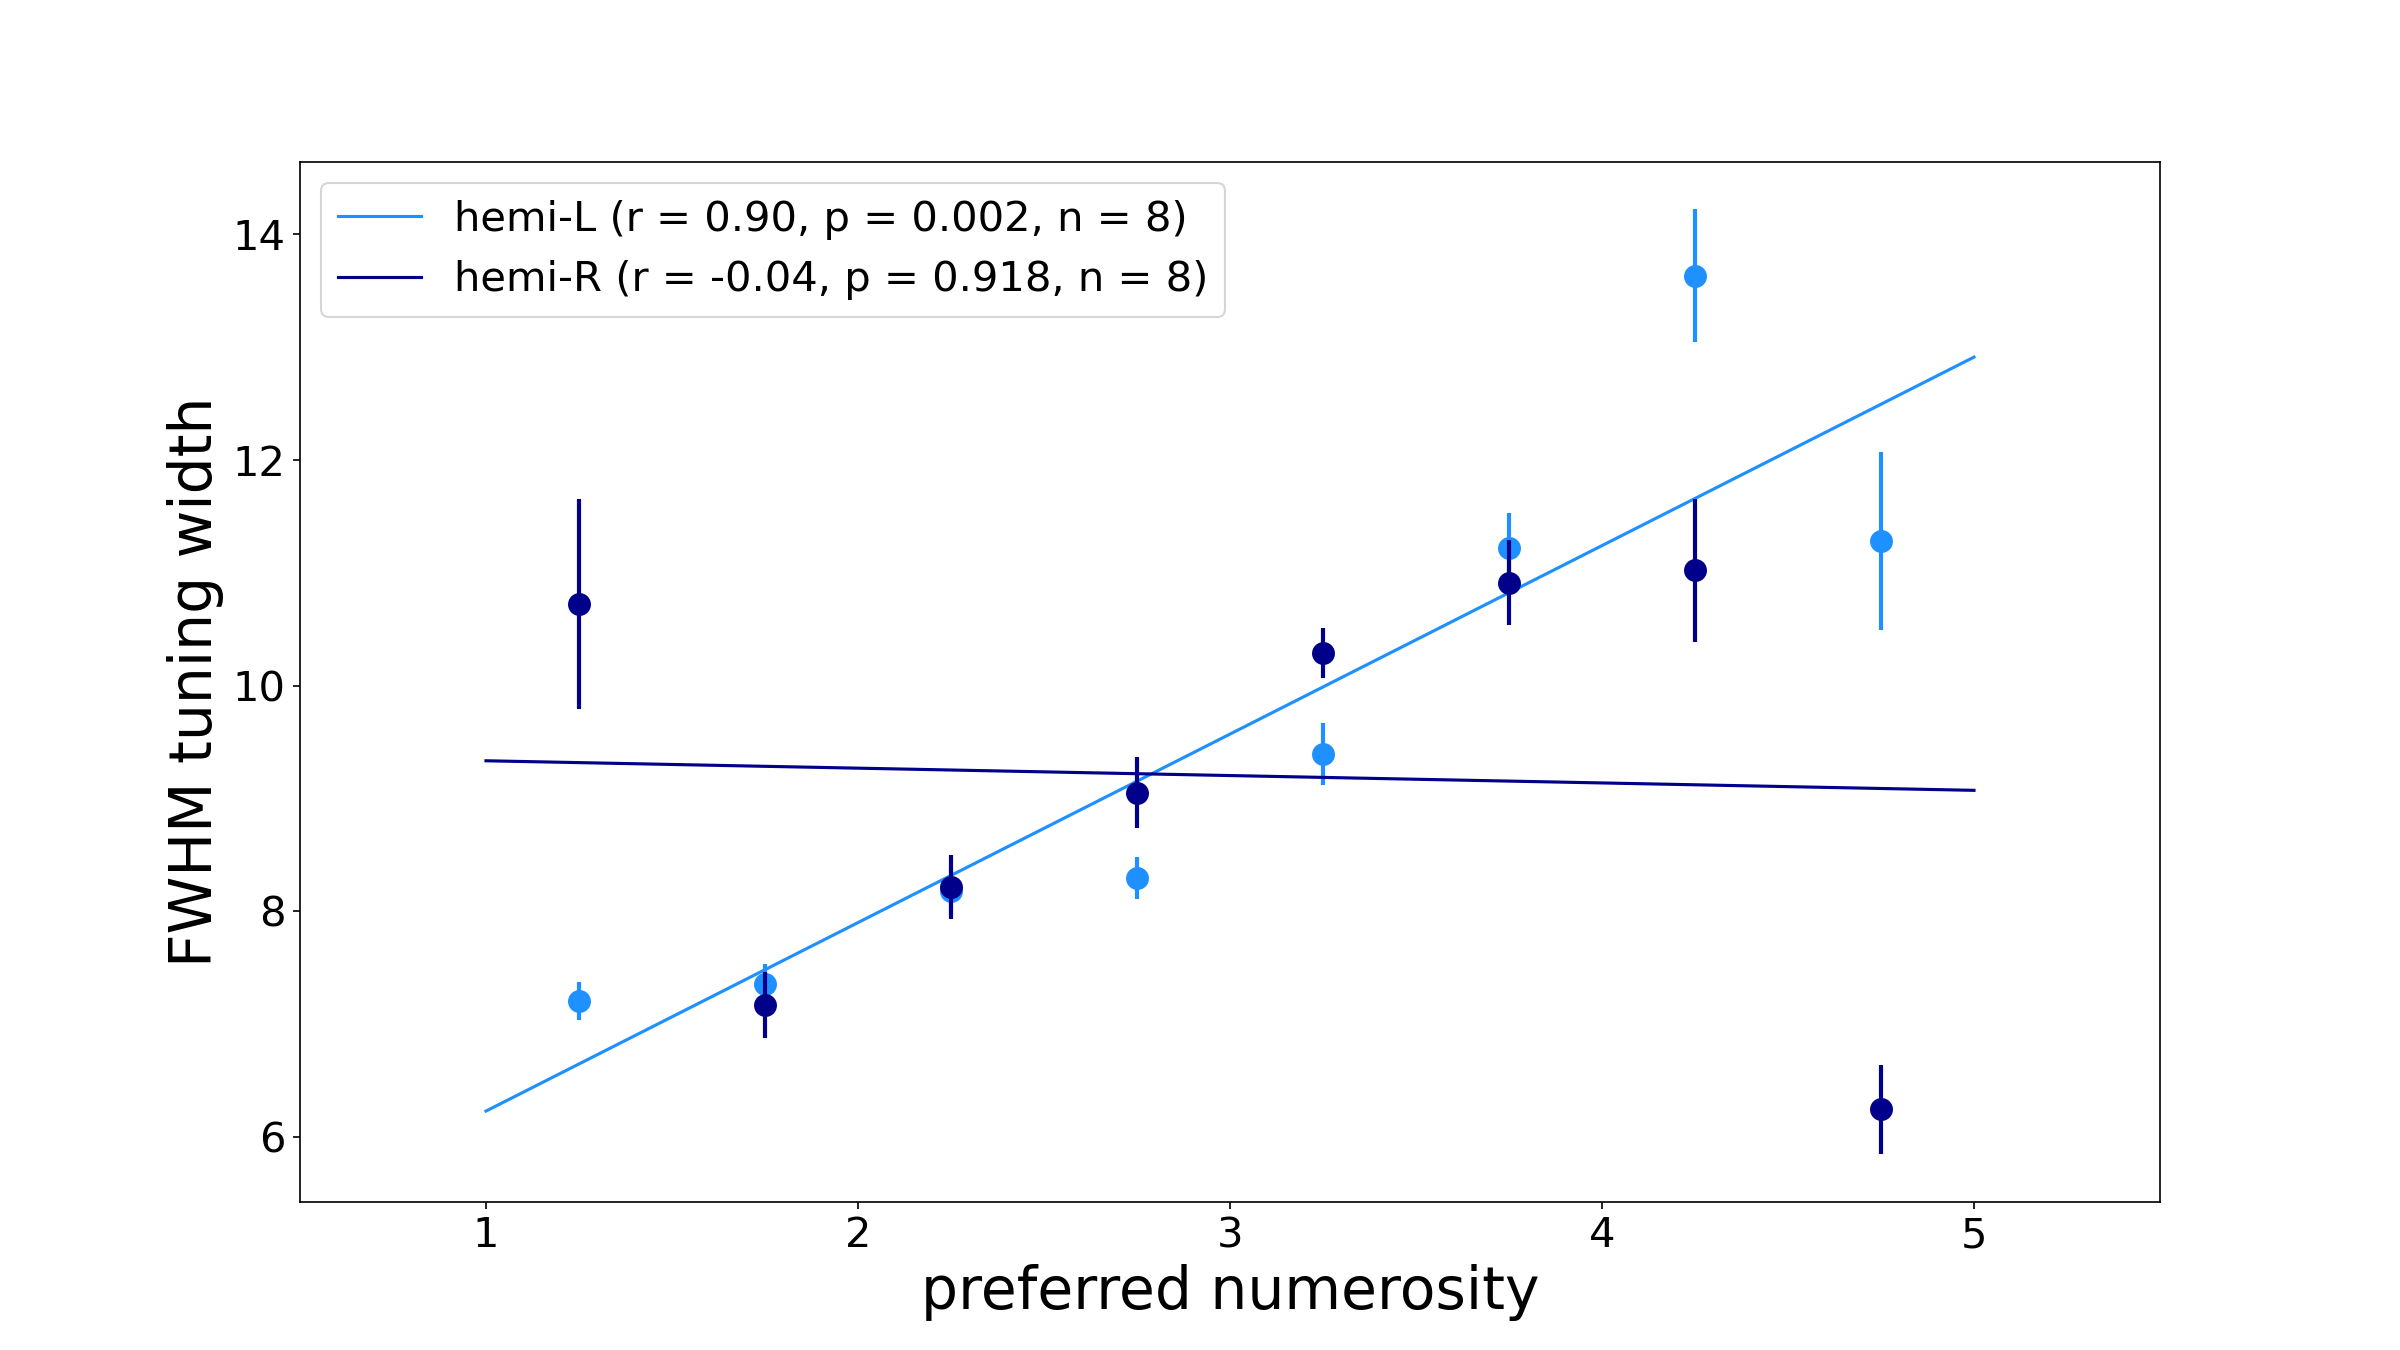 hemi-L (r = 0.90, p = 0.002, n = 8)
hemi-R (r = -0.04, p = 0.918, n = 8)
14
12
10
8
6
FWHM tuning width
1 2 3 4 5
preferred numerosity